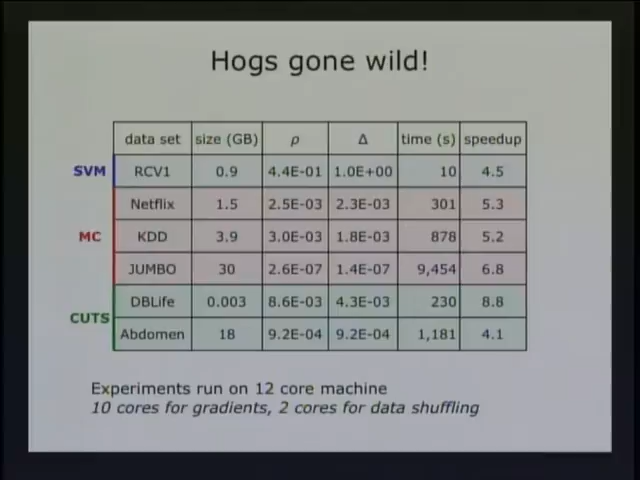 Hogs gone wild!
data set size (GB) ρ Δ time (s) speedup
SVM RCV1 0.9 4.4E-01 1.0E+00 10 4.5
Netflix 1.5 2.5E-03 2.3E-03 301 5.3
MC KDD 3.9 3.0E-03 1.8E-03 878 5.2
JUMBO 30 2.6E-07 1.4E-07 9,454 6.8
DBLife 0.003 8.6E-03 4.3E-03 230 8.8
CUTS
Abdomen 18 9.2E-04 9.2E-04 1,181 4.1
Experiments run on 12 core machine
10 cores for gradients, 2 cores for data shuffling